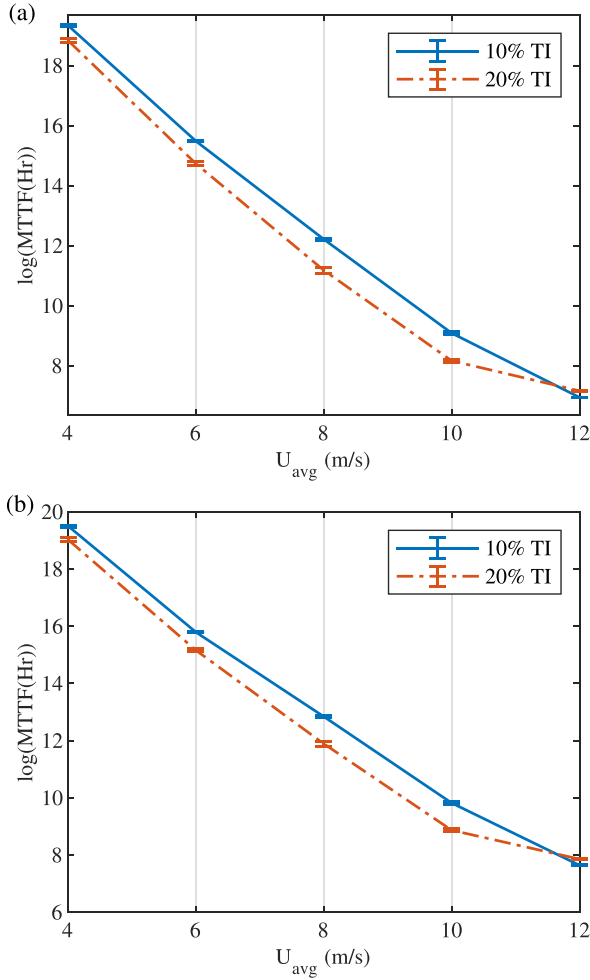 (a)
log(MTTF(Hr))
18
16
14
12
10
8
10% TI
20% TI
4 6 8 10 12
U_avg (m/s)
(b)
log(MTTF(Hr))
20
18
16
14
12
10
8
6
10% TI
20% TI
4 6 8 10 12
U_avg (m/s)